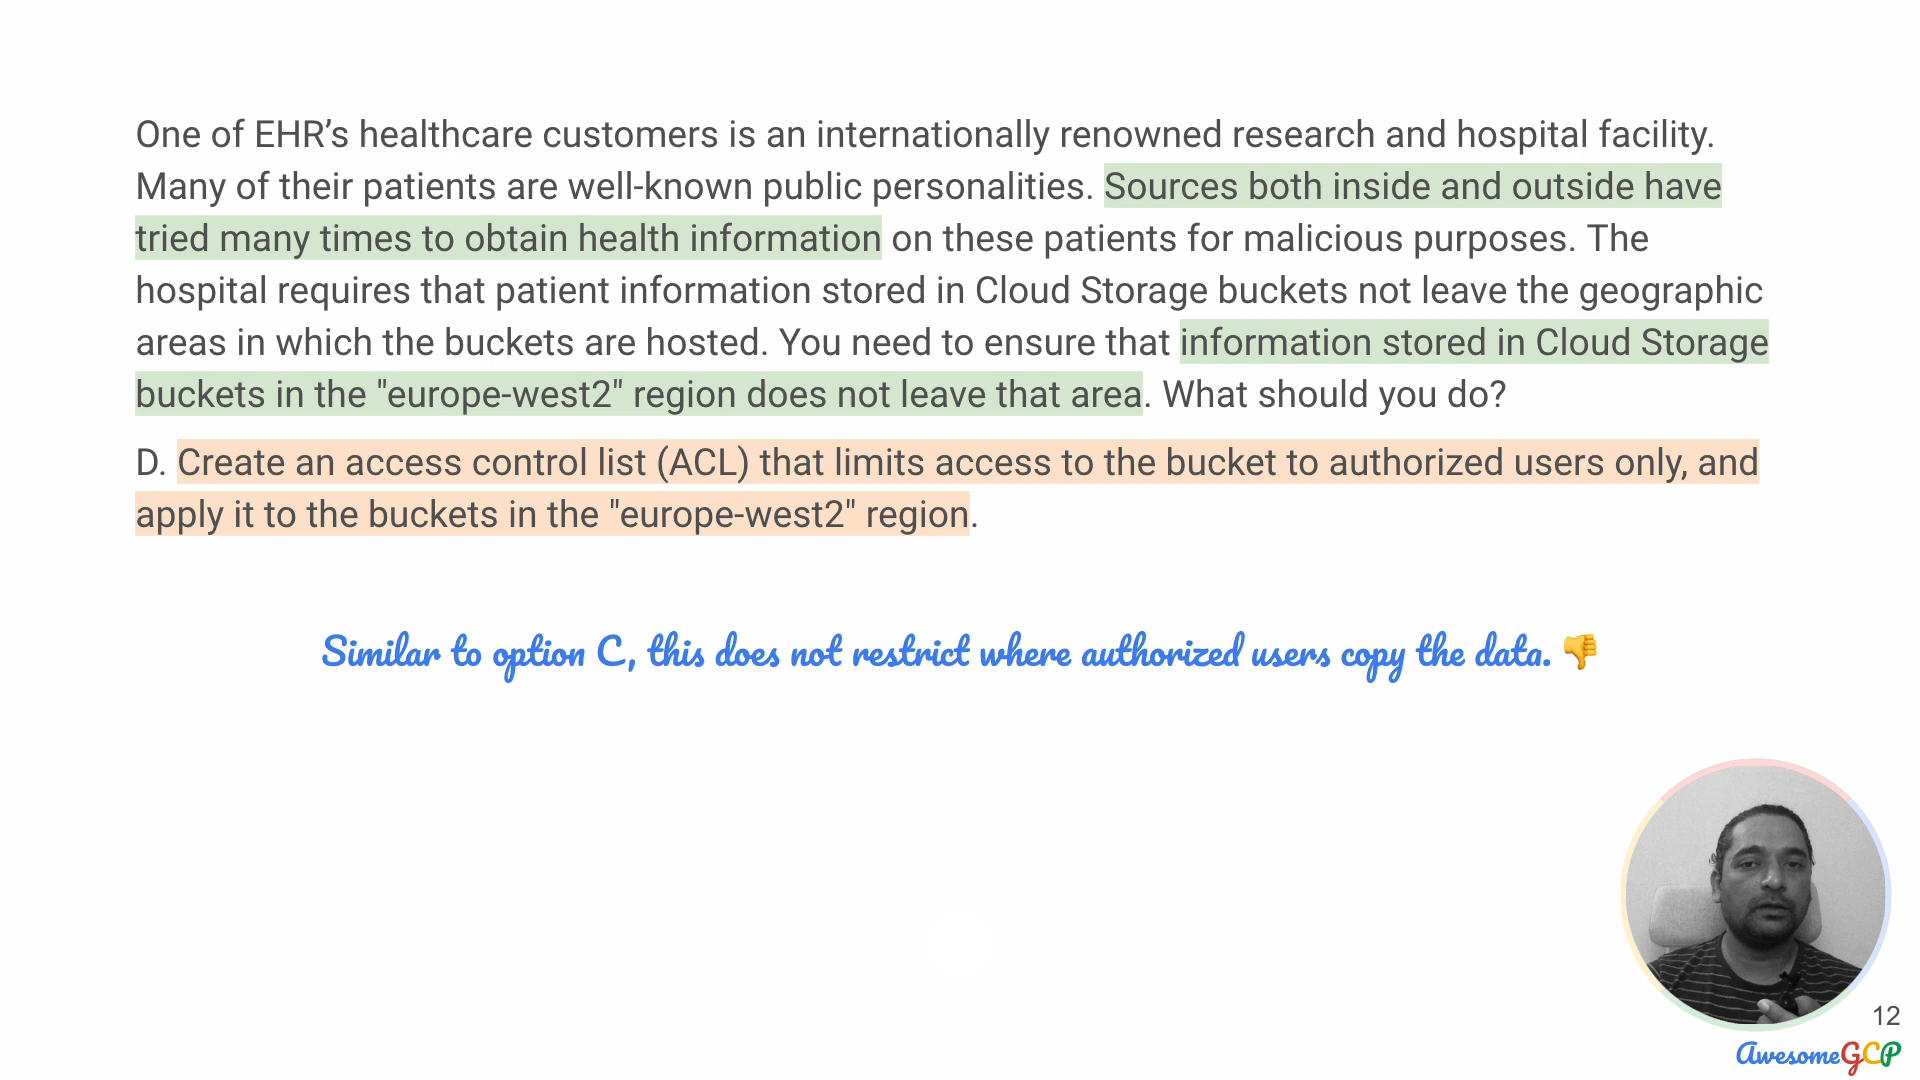 One of EHR’s healthcare customers is an internationally renowned research and hospital facility.
Many of their patients are well-known public personalities. Sources both inside and outside have
tried many times to obtain health information on these patients for malicious purposes. The
hospital requires that patient information stored in Cloud Storage buckets not leave the geographic
areas in which the buckets are hosted. You need to ensure that information stored in Cloud Storage
buckets in the "europe-west2" region does not leave that area. What should you do?
D. Create an access control list (ACL) that limits access to the bucket to authorized users only, and
apply it to the buckets in the "europe-west2" region.
Similar to option C, this does not restrict where authorized users copy the data. 👎
12
AwesomeGCP